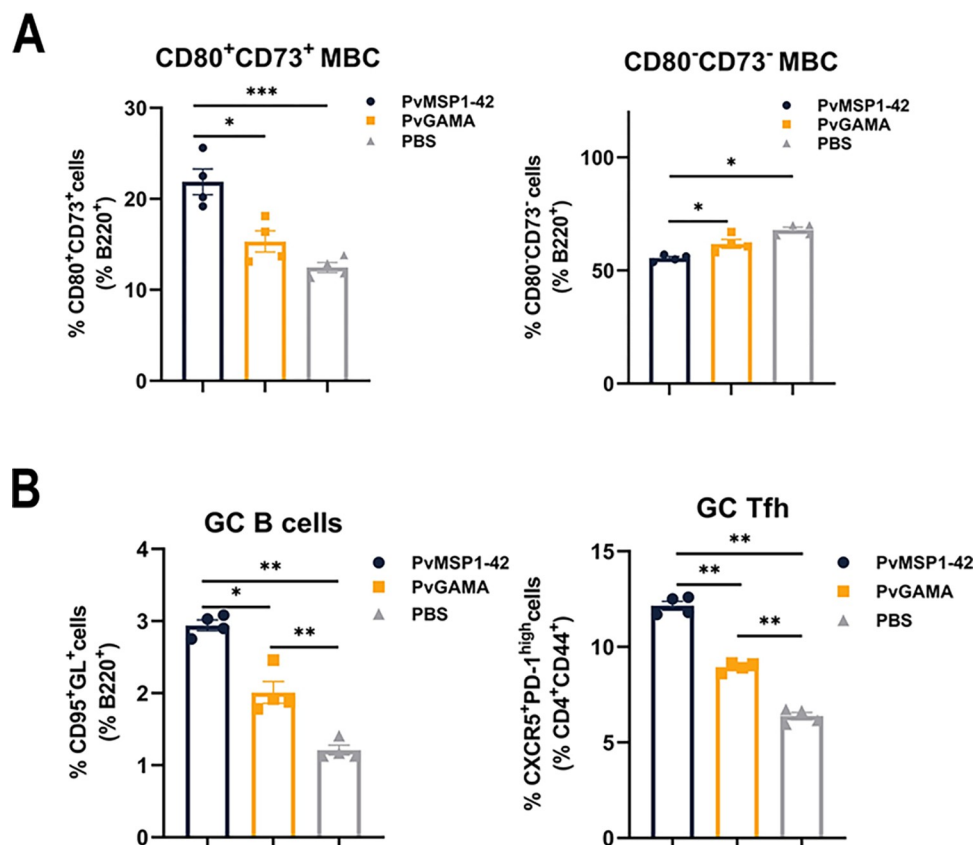 A
CD80⁺CD73⁺ MBC
***
*
30
20
10
0
% CD80⁺CD73⁺cells
(% B220⁺)
PvMSP1-42
PvGAMA
PBS
CD80⁻CD73⁻ MBC
*
*
100
50
0
% CD80⁻CD73⁻ cells
(% B220⁺)
PvMSP1-42
PvGAMA
PBS
B
GC B cells
**
*
**
4
3
2
1
0
% CD95⁺GL⁺cells
(% B220⁺)
PvMSP1-42
PvGAMA
PBS
GC Tfh
**
**
**
15
10
5
0
% CXCR5⁺PD-1ʰⁱᵍʰcells
(% CD4⁺CD44⁺)
PvMSP1-42
PvGAMA
PBS